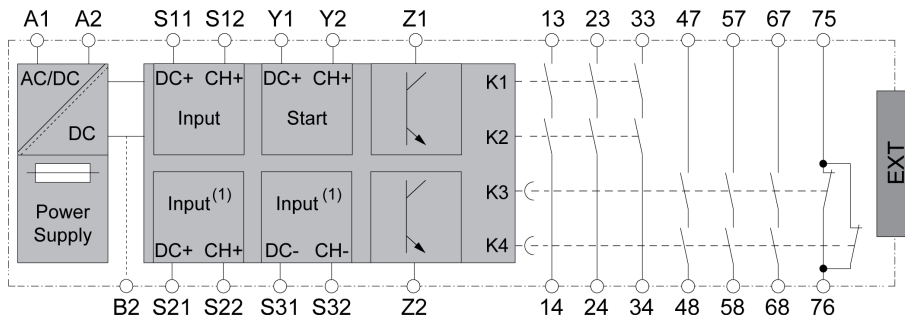 A1 A2 S11 S12 Y1 Y2 Z1 13 23 33 47 57 67 75
AC/DC
DC
DC+ CH+
Input
DC+ CH+
Start
K1
K2
K3
K4
EXT
Power
Supply
Input(1)
DC+ CH+
Input(1)
DC- CH-
B2 S21 S22 S31 S32 Z2 14 24 34 48 58 68 76